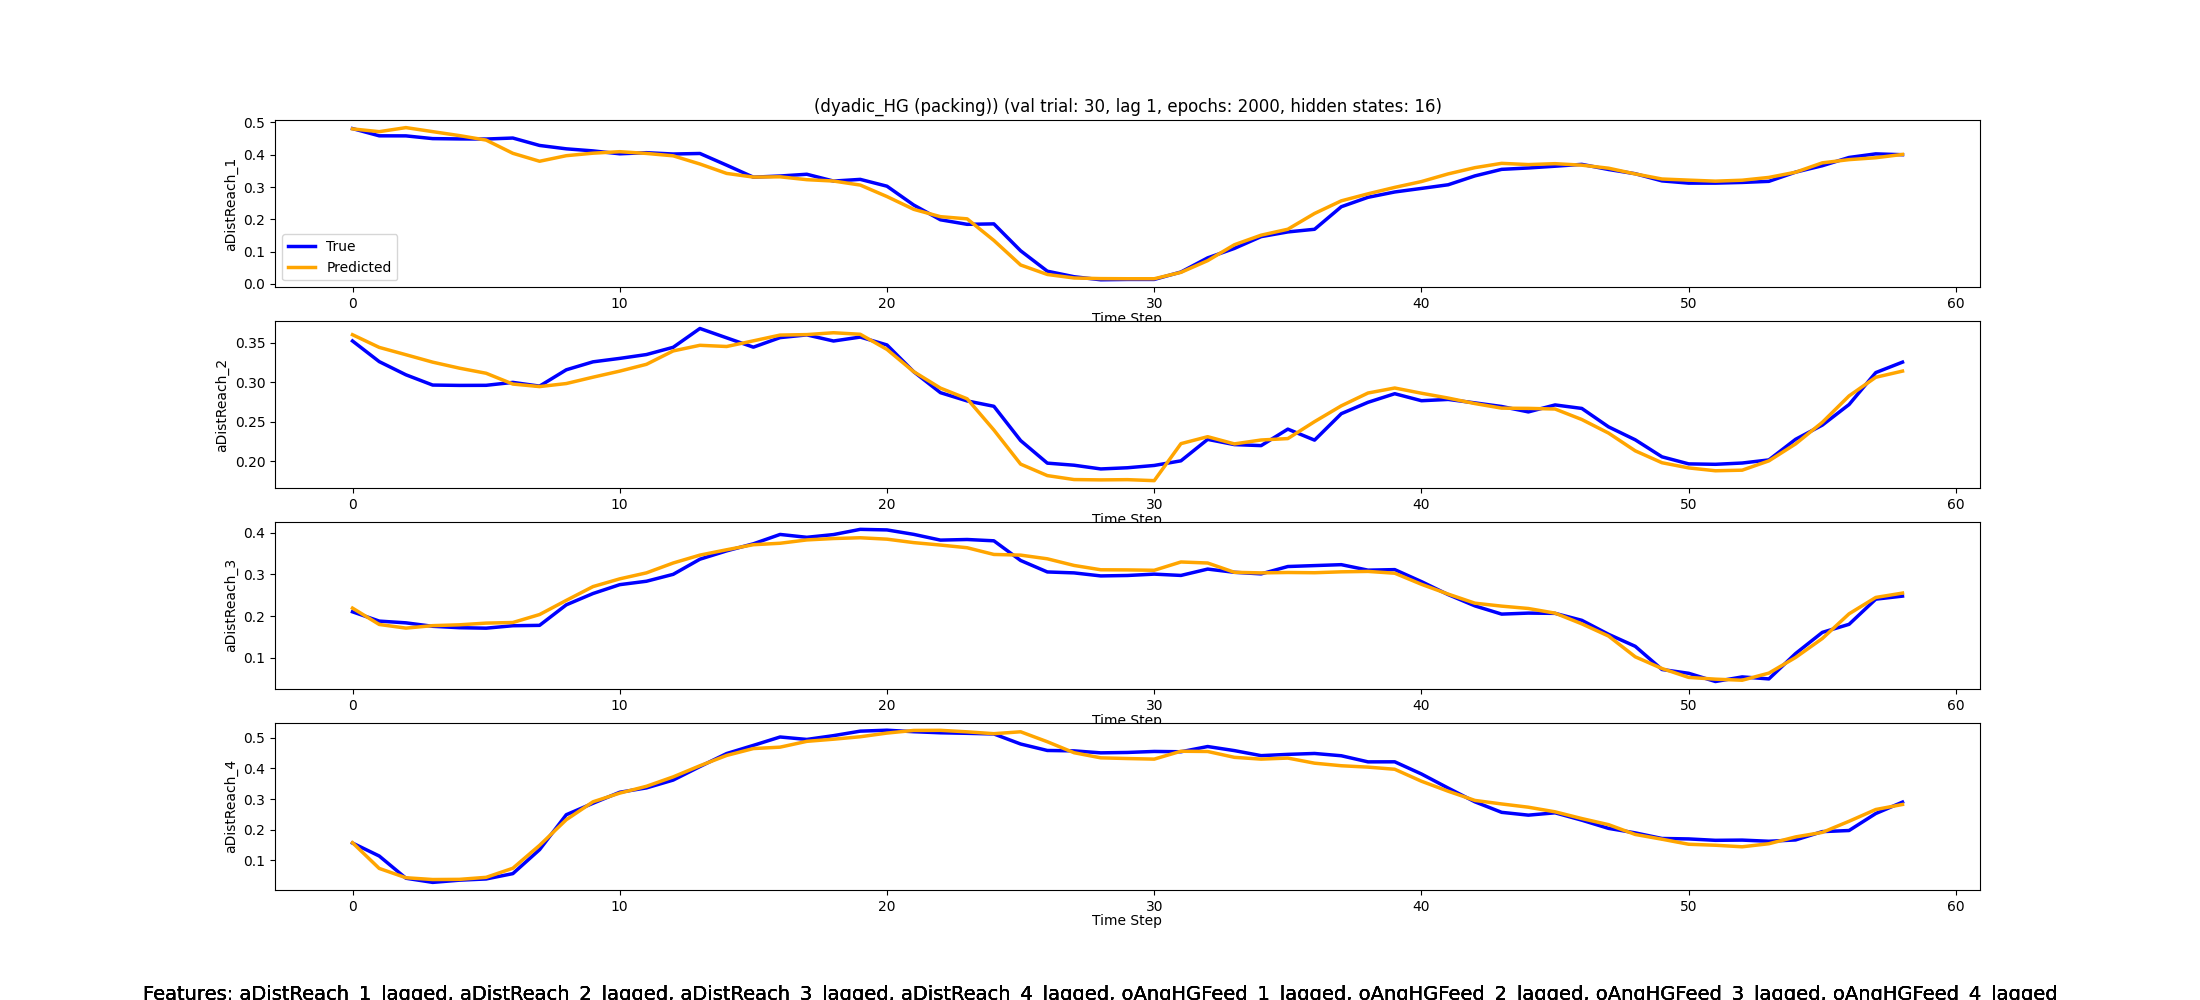 (dyadic_HG (packing)) (val trial: 30, lag 1, epochs: 2000, hidden states: 16)
0.5
0.4
0.3
0.2
0.1
0.0
aDistReach_1
True
Predicted
0 10 20 30 40 50 60
Time Step
0.35
0.30
0.25
0.20
aDistReach_2
0 10 20 30 40 50 60
Time Step
0.4
0.3
0.2
0.1
aDistReach_3
0 10 20 30 40 50 60
Time Step
0.5
0.4
0.3
0.2
0.1
aDistReach_4
0 10 20 30 40 50 60
Time Step
Features: aDistReach_1_lagged, aDistReach_2_lagged, aDistReach_3_lagged, aDistReach_4_lagged, oAngHGFeed_1_lagged, oAngHGFeed_2_lagged, oAngHGFeed_3_lagged, oAngHGFeed_4_lagged